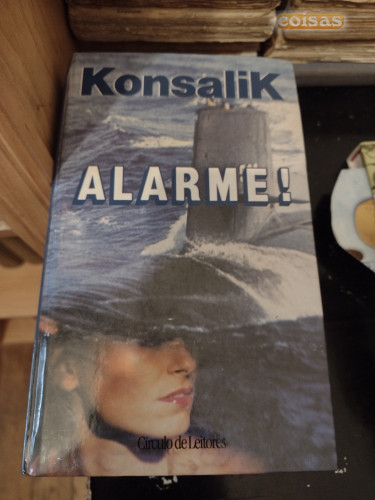 coisas
Konsalik
ALARME!
Círculo de Leitores